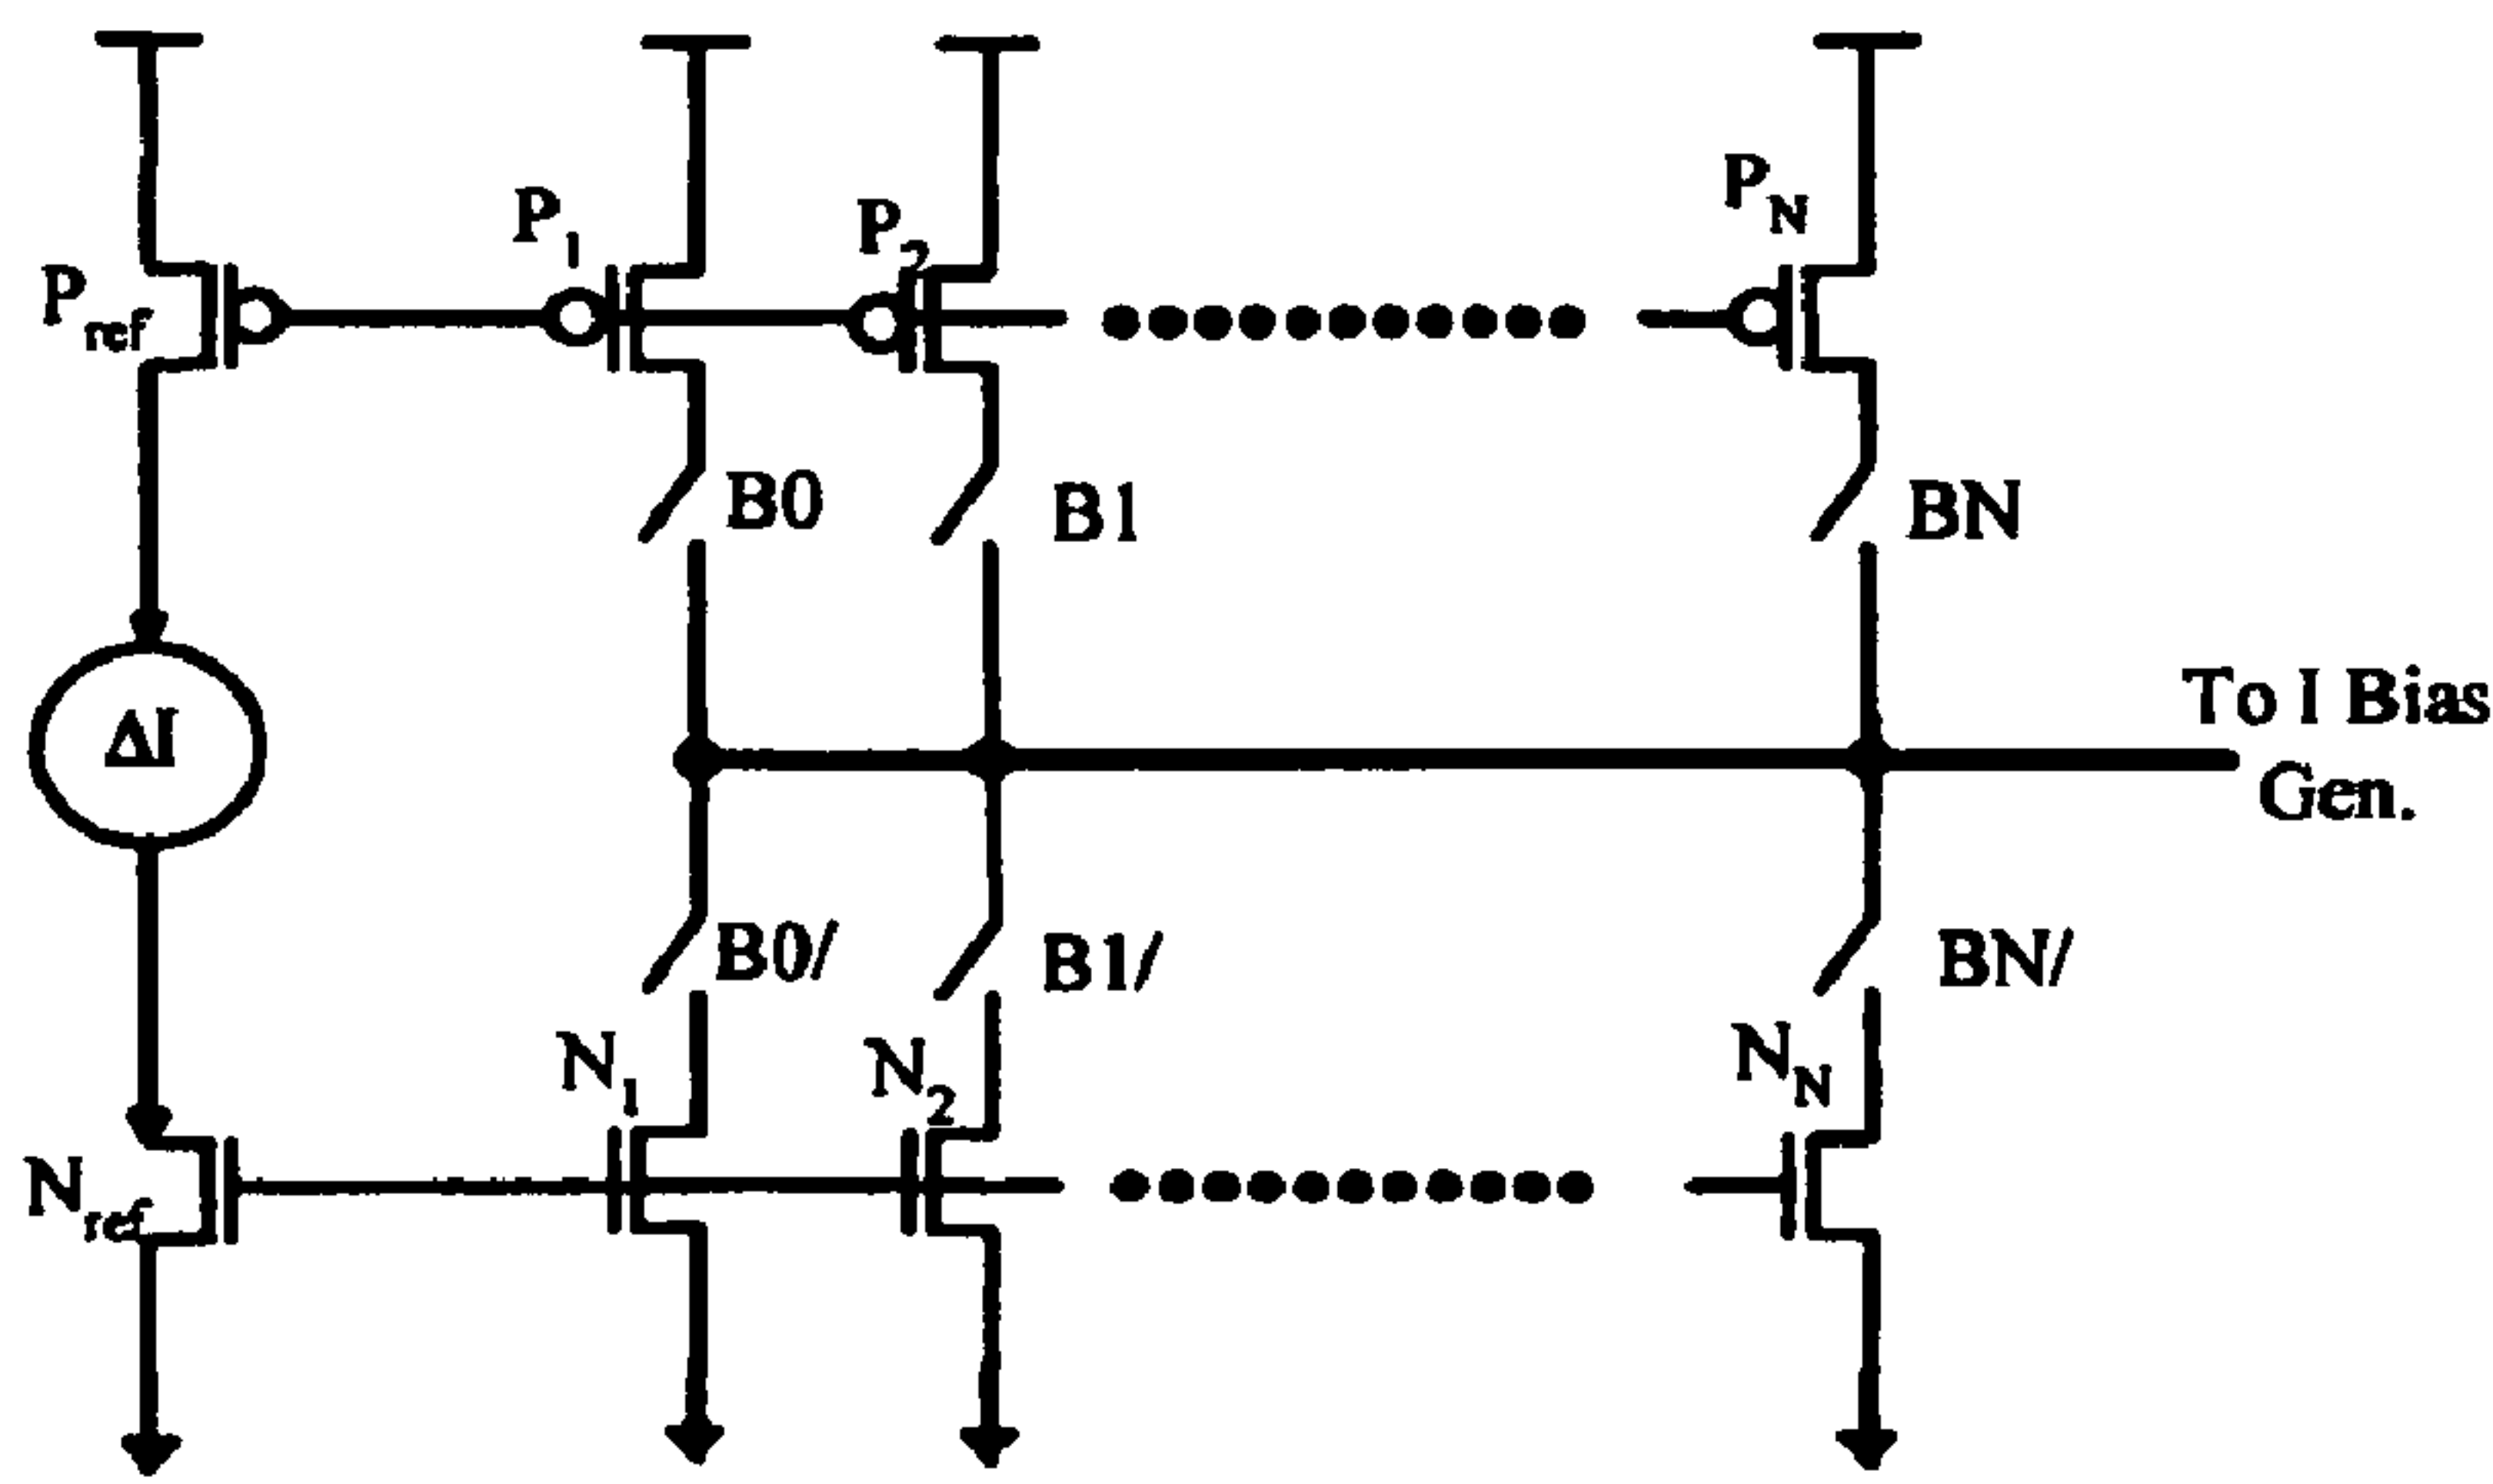 P1
P2
PN
Pref
B0
B1
BN
ΔI
To I Bias
Gen.
B0/
B1/
BN/
N1
N2
NN
Nref